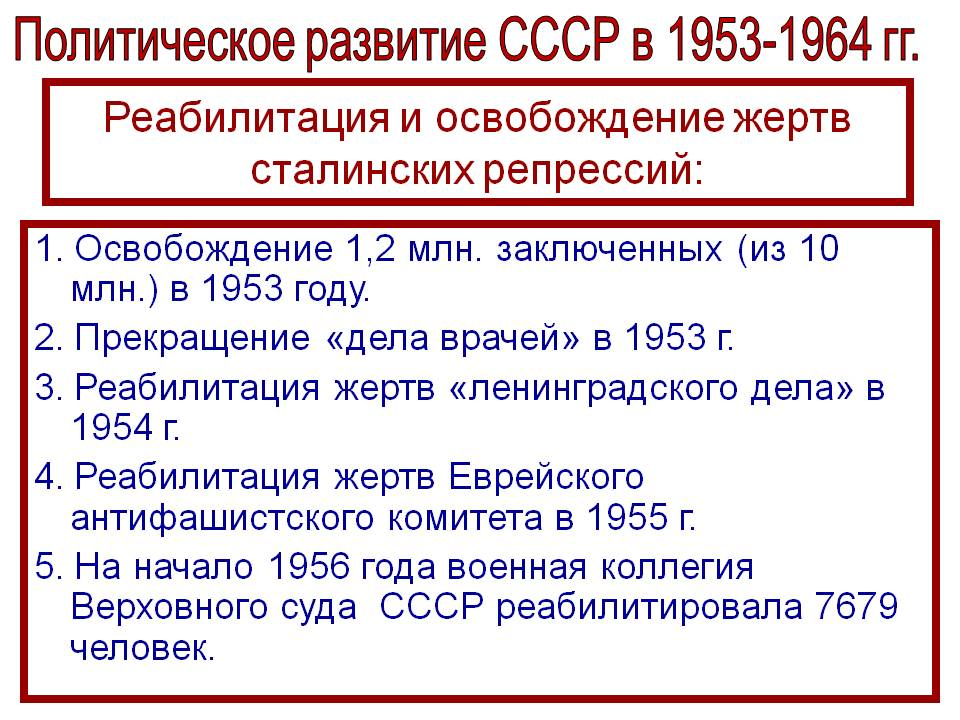 Политическое развитие СССР в 1953-1964 гг.
Реабилитация и освобождение жертв
сталинских репрессий:
1. Освобождение 1,2 млн. заключенных (из 10
млн.) в 1953 году.
2. Прекращение «дела врачей» в 1953 г.
3. Реабилитация жертв «ленинградского дела» в
1954 г.
4. Реабилитация жертв Еврейского
антифашистского комитета в 1955 г.
5. На начало 1956 года военная коллегия
Верховного суда СССР реабилитировала 7679
человек.